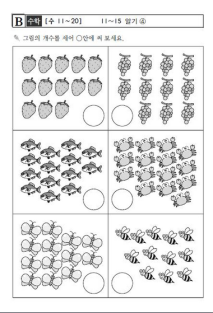 B 수학 [수 11~20] 11~15 알기 ④
그림의 개수를 세어 ○안에 써 보세요.